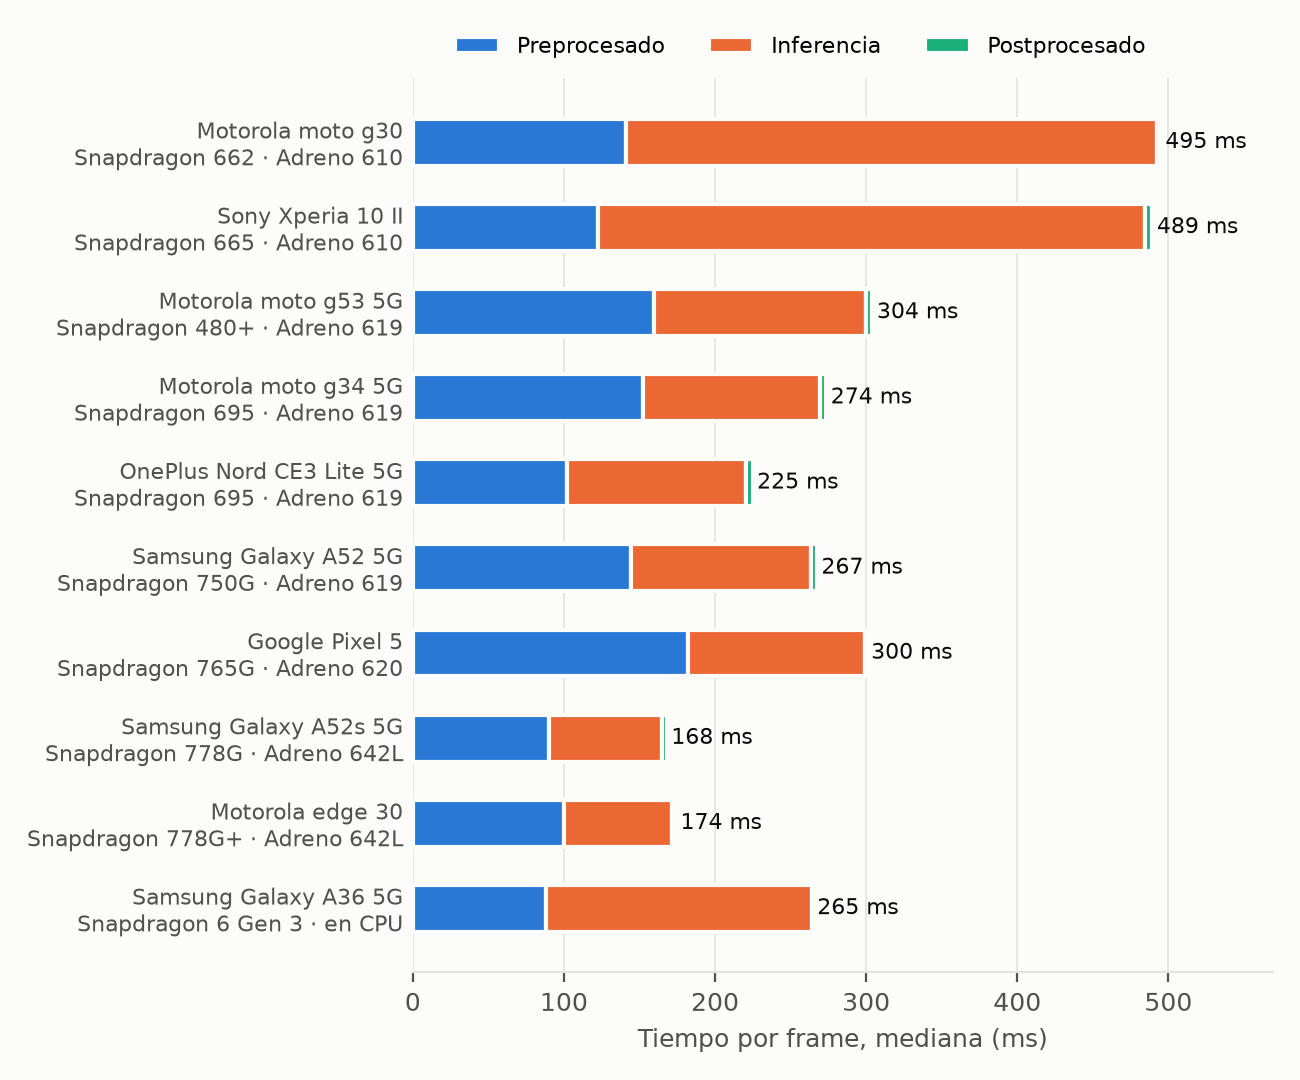 Preprocesado Inferencia Postprocesado
Motorola moto g30
Snapdragon 662 · Adreno 610
495 ms
Sony Xperia 10 II
Snapdragon 665 · Adreno 610
489 ms
Motorola moto g53 5G
Snapdragon 480+ · Adreno 619
304 ms
Motorola moto g34 5G
Snapdragon 695 · Adreno 619
274 ms
OnePlus Nord CE3 Lite 5G
Snapdragon 695 · Adreno 619
225 ms
Samsung Galaxy A52 5G
Snapdragon 750G · Adreno 619
267 ms
Google Pixel 5
Snapdragon 765G · Adreno 620
300 ms
Samsung Galaxy A52s 5G
Snapdragon 778G · Adreno 642L
168 ms
Motorola edge 30
Snapdragon 778G+ · Adreno 642L
174 ms
Samsung Galaxy A36 5G
Snapdragon 6 Gen 3 · en CPU
265 ms
0 100 200 300 400 500
Tiempo por frame, mediana (ms)